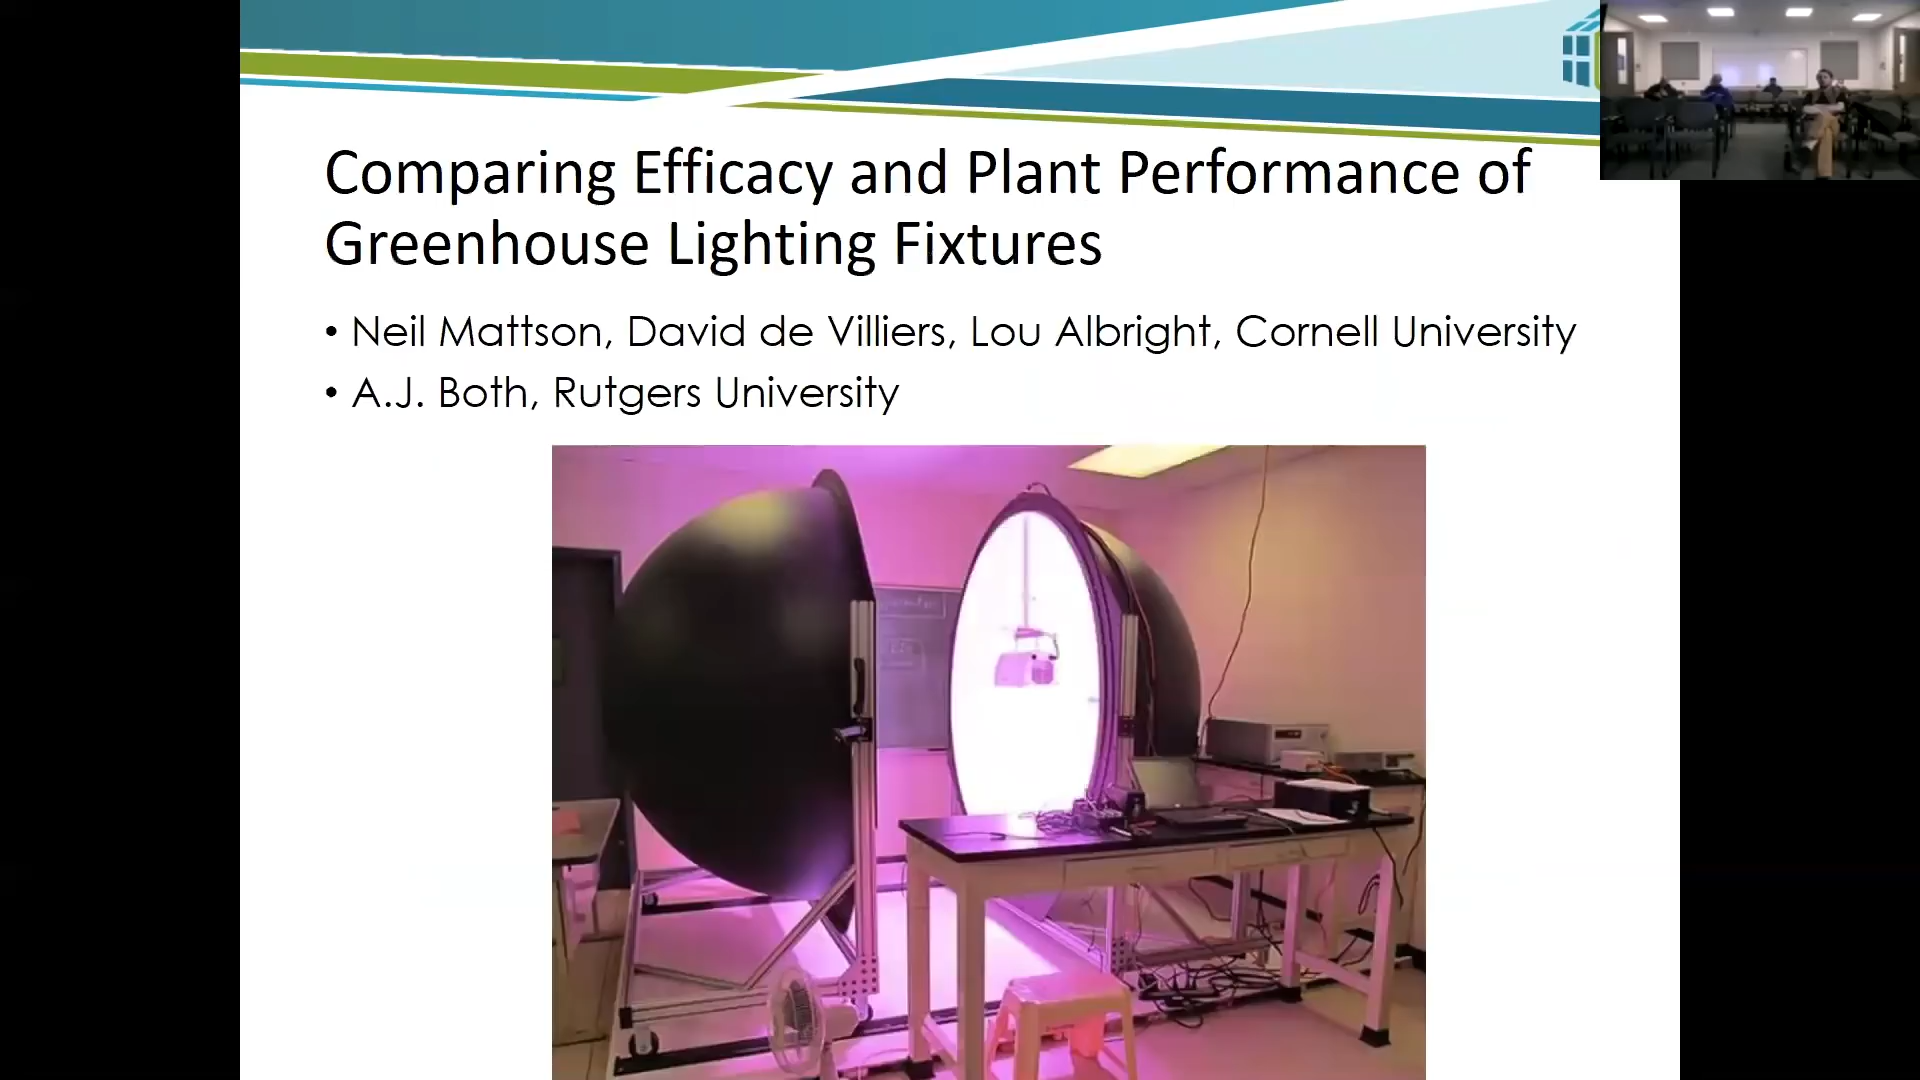 Comparing Efficacy and Plant Performance of
Greenhouse Lighting Fixtures
• Neil Mattson, David de Villiers, Lou Albright, Cornell University
• A.J. Both, Rutgers University